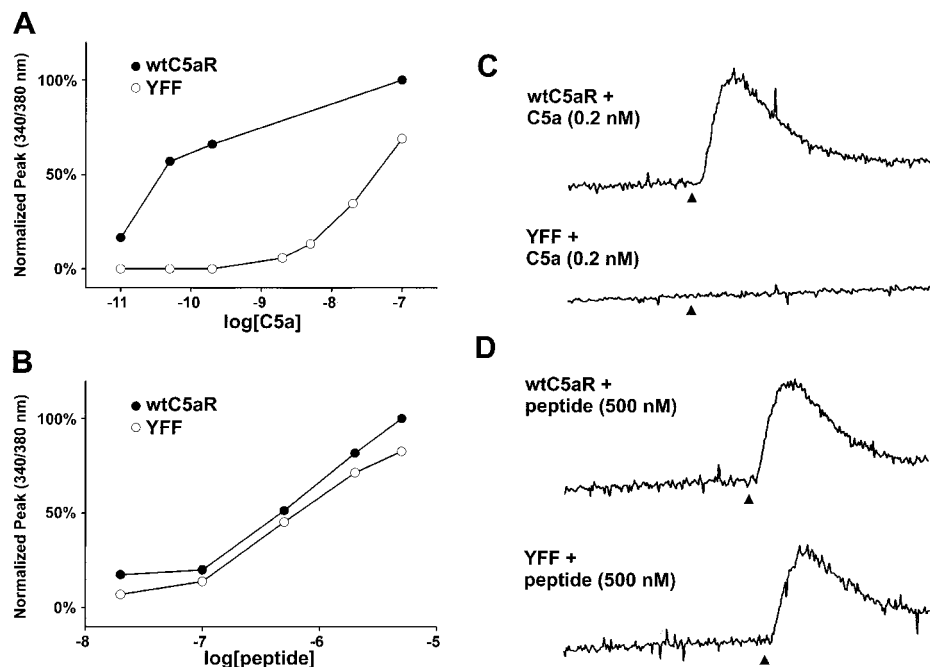 A
Normalized Peak (340/380 nm)
100%
50%
0%
wtC5aR
YFF
-11
-10
-9
-8
-7
log[C5a]
B
Normalized Peak (340/380 nm)
100%
50%
0%
wtC5aR
YFF
-8
-7
-6
-5
log[peptide]
C
wtC5aR +
C5a (0.2 nM)
YFF +
C5a (0.2 nM)
D
wtC5aR +
peptide (500 nM)
YFF +
peptide (500 nM)